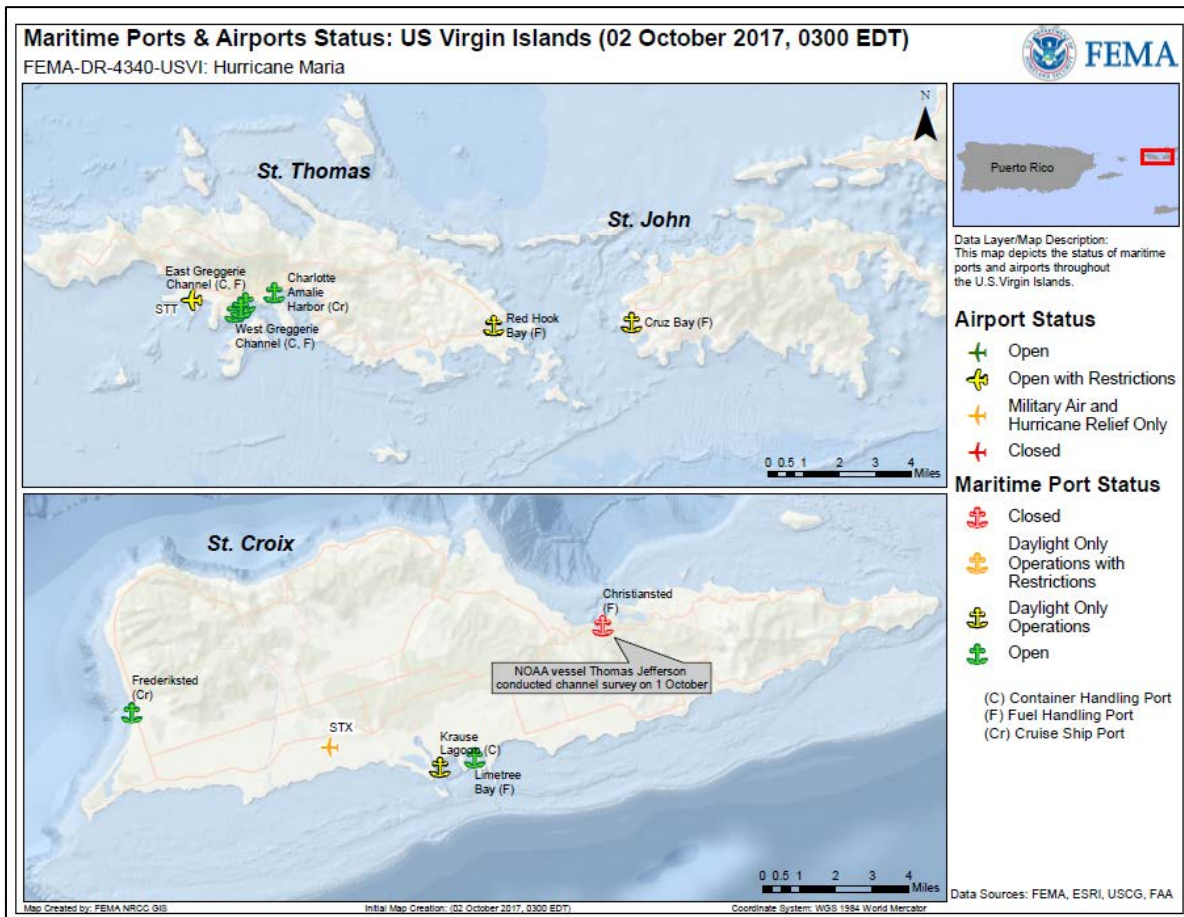 Maritime Ports & Airports Status: US Virgin Islands (02 October 2017, 0300 EDT)
FEMA-DR-4340-USVI: Hurricane Maria
FEMA
N
St. Thomas
St. John
East Greggerie
Channel (C, F)
STT
Charlotte
Amalie
Harbor (Cr)
West Greggerie
Channel (C, F)
Red Hook
Bay (F)
Cruz Bay (F)
0 0.5 1 2 3 4
Miles
Puerto Rico
Data Layer/Map Description:
This map depicts the status of maritime
ports and airports throughout
the U.S.Virgin Islands.
Airport Status
Open
Open with Restrictions
Military Air and
Hurricane Relief Only
Closed
Maritime Port Status
Closed
Daylight Only
Operations with
Restrictions
Daylight Only
Operations
Open
(C) Container Handling Port
(F) Fuel Handling Port
(Cr) Cruise Ship Port
St. Croix
Christiansted
(F)
NOAA vessel Thomas Jefferson
conducted channel survey on 1 October
Frederiksted
(Cr)
STX
Krause
Lagoon (C)
Limetree
Bay (F)
0 0.5 1 2 3 4
Miles
Data Sources: FEMA, ESRI, USCG, FAA
Map Created by: FEMA NRCC GIS
Initial Map Creation: (02 October 2017, 0300 EDT)
Coordinate System: WGS 1984 World Mercator